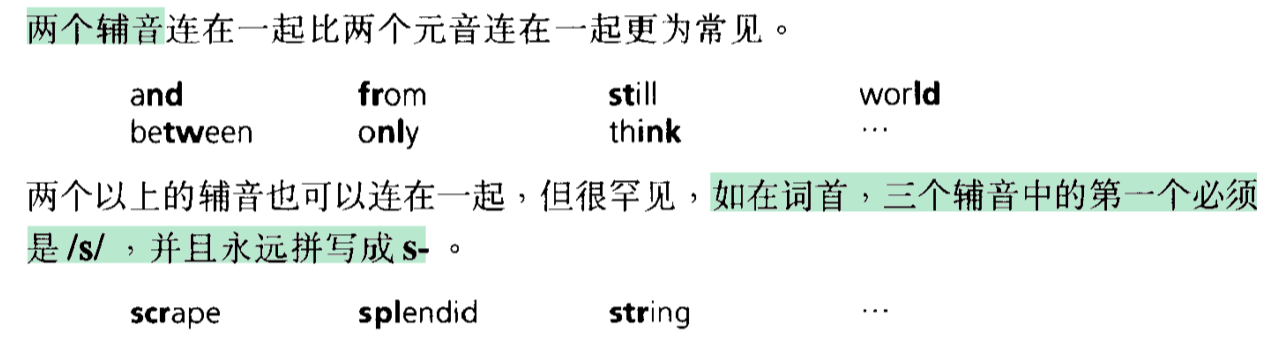 两个辅音连在一起比两个元音连在一起更为常见。
and from still world
between only think …
两个以上的辅音也可以连在一起，但很罕见，如在词首，三个辅音中的第一个必须
是 /s/ ，并且永远拼写成 s- 。
scrape splendid string …